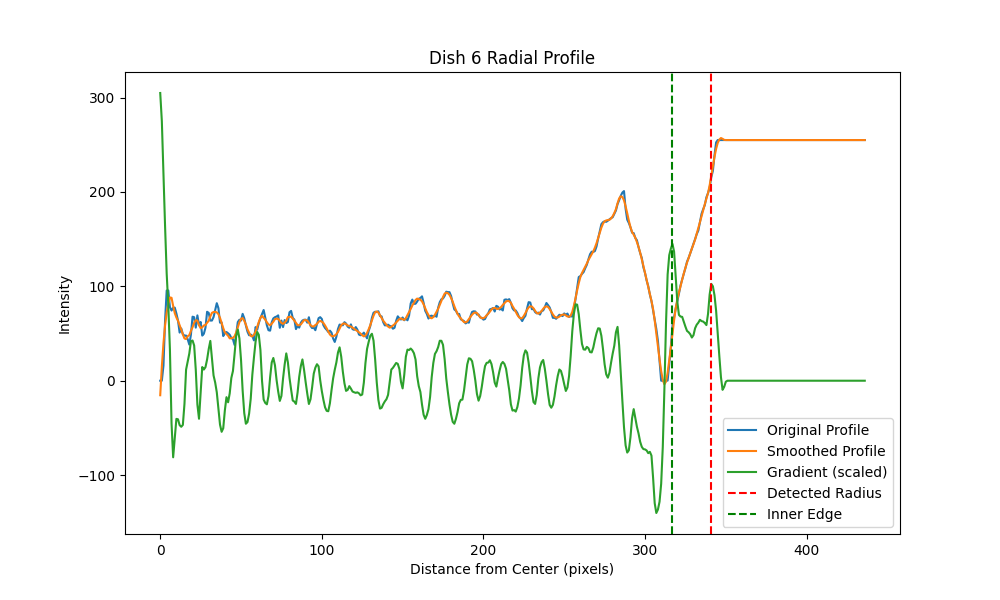 Dish 6 Radial Profile
Intensity
300
200
100
0
−100
0 100 200 300 400
Distance from Center (pixels)
Original Profile
Smoothed Profile
Gradient (scaled)
Detected Radius
Inner Edge